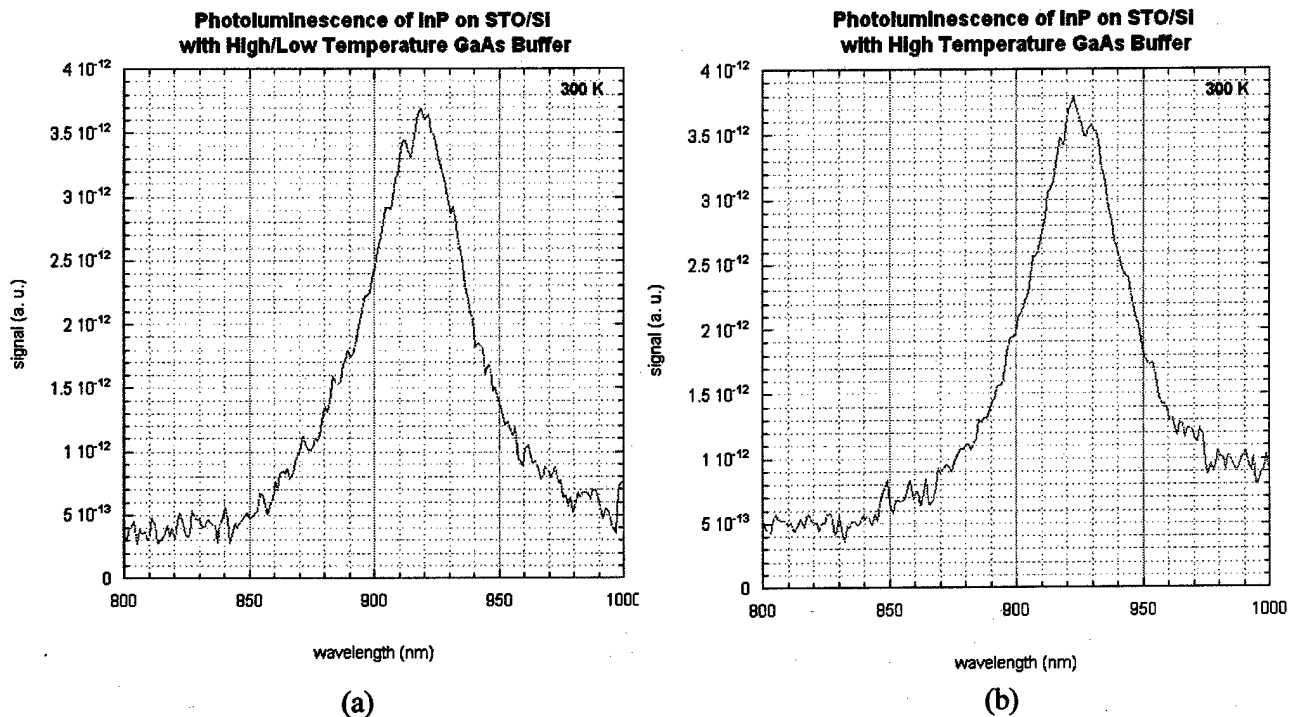 Photoluminescence of InP on STO/Si
with High/Low Temperature GaAs Buffer
4 10-12
3.5 10-12
3 10-12
2.5 10-12
2 10-12
1.5 10-12
1 10-12
5 10-13
0
300 K
signal (a. u.)
800 850 900 950 1000
wavelength (nm)
(a)
Photoluminescence of InP on STO/Si
with High Temperature GaAs Buffer
4 10-12
3.5 10-12
3 10-12
2.5 10-12
2 10-12
1.5 10-12
1 10-12
5 10-13
0
300 K
signal (a. u.)
800 850 900 950 1000
wavelength (nm)
(b)